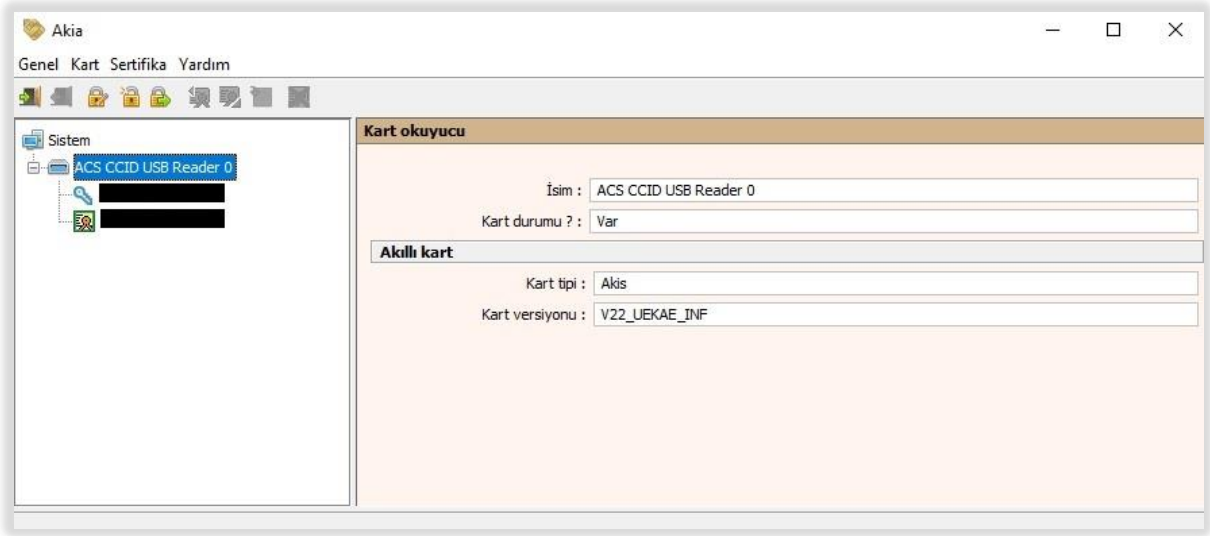 Akia
Genel Kart Sertifika Yardım
Sistem
ACS CCID USB Reader 0
Kart okuyucu
İsim : ACS CCID USB Reader 0
Kart durumu ? : Var
Akıllı kart
Kart tipi : Akis
Kart versiyonu : V22_UEKAE_INF